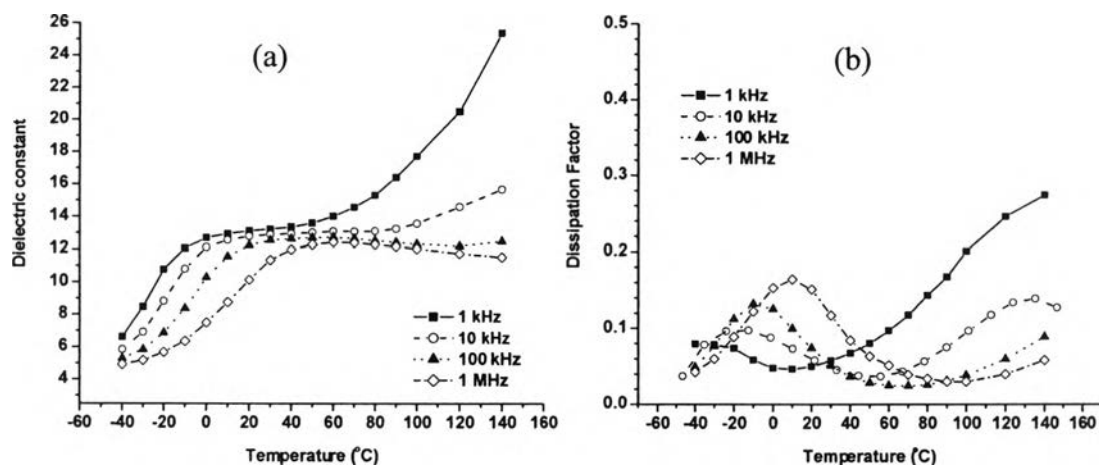 (a)
Dielectric constant
26
24
22
20
18
16
14
12
10
8
6
4
1 kHz
10 kHz
100 kHz
1 MHz
-60 -40 -20 0 20 40 60 80 100 120 140 160
Temperature (°C)
(b)
Dissipation Factor
0.5
0.4
0.3
0.2
0.1
0.0
1 kHz
10 kHz
100 kHz
1 MHz
-60 -40 -20 0 20 40 60 80 100 120 140 160
Temperature (°C)